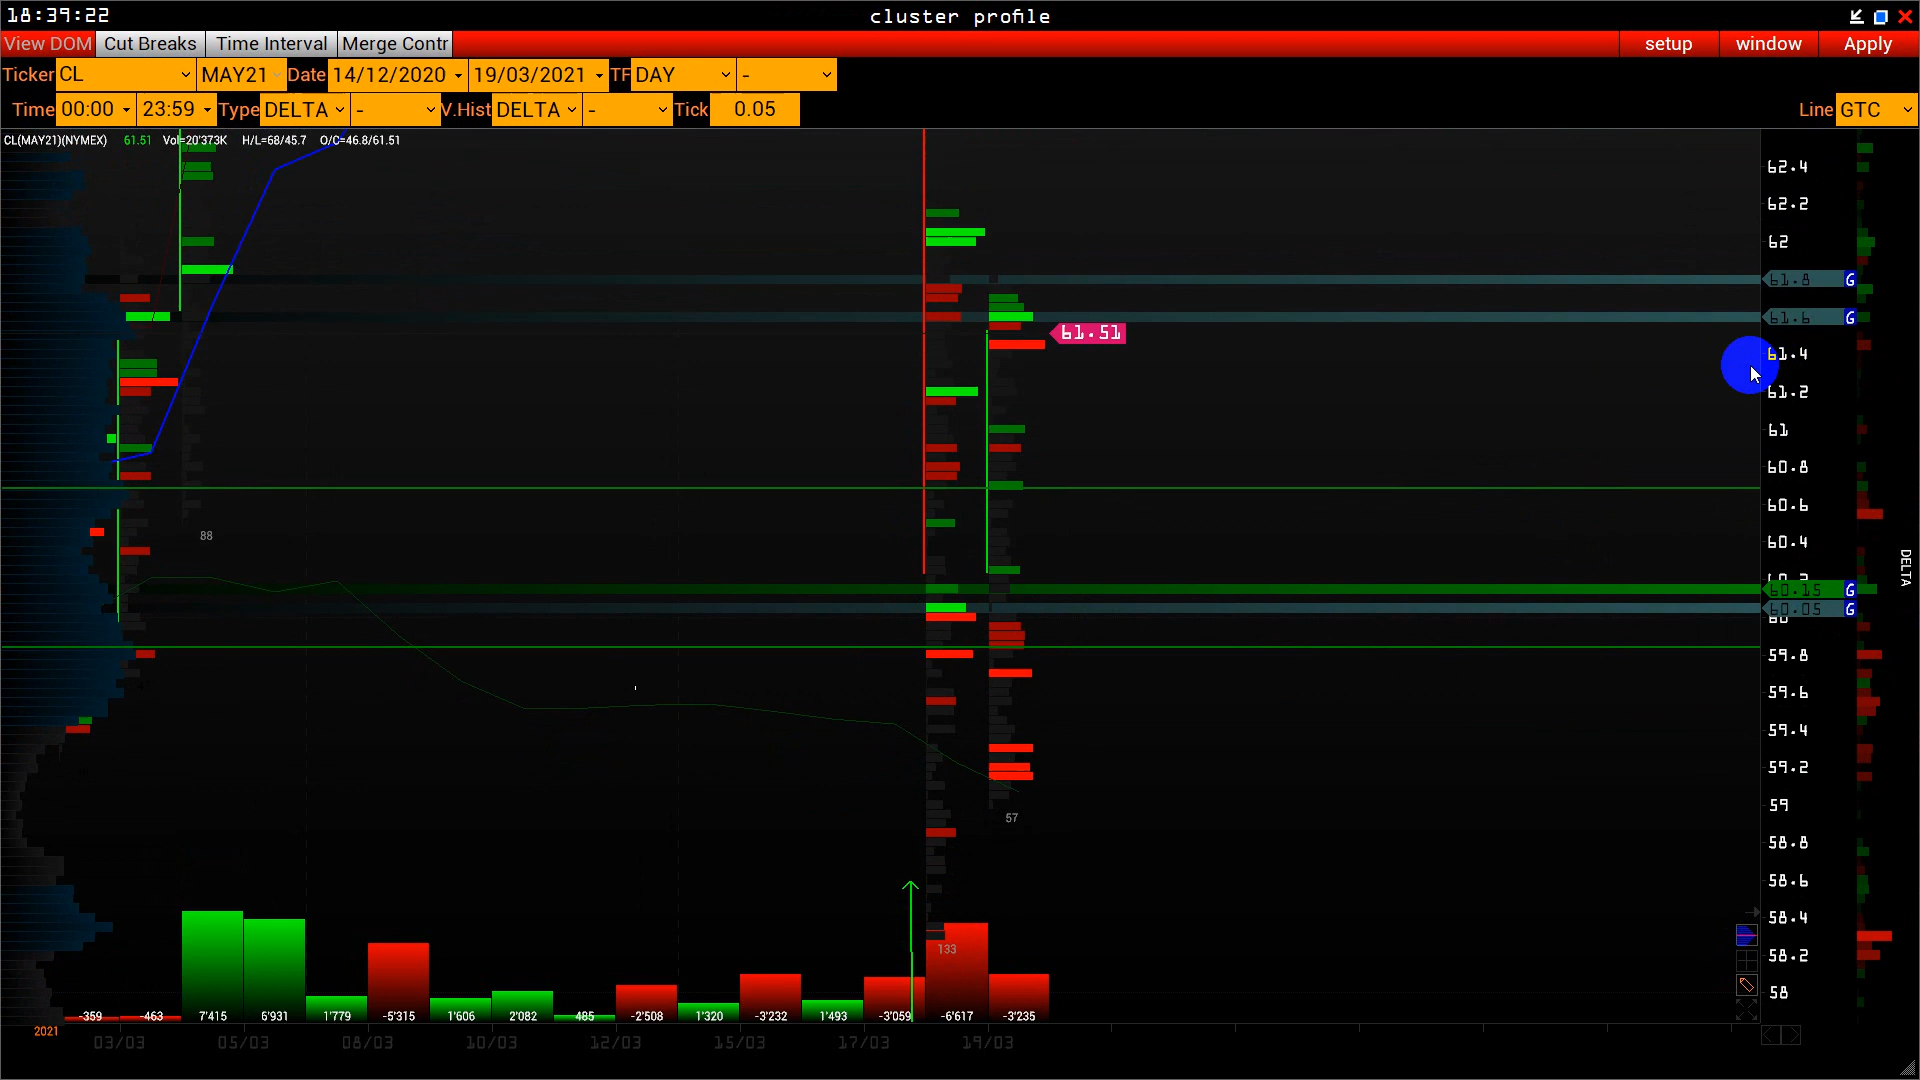 18:39:22
cluster profile
View DOM Cut Breaks Time Interval Merge Contr setup window Apply
Ticker CL MAY21 Date 14/12/2020 19/03/2021 TF DAY -
Time 00:00 23:59 Type DELTA - V.Hist DELTA - Tick 0.05 Line GTC
CL(MAY21)(NYMEX) 61.51 Vol=20'373K H/L=68/45.7 O/C=46.8/61.51
62.4
62.2
62
61.8 G
61.6 G
61.51
61.4
61.2
61
60.8
60.6
88
60.4
DELTA
60.15 G
60.05 G
59.8
59.6
59.4
59.2
59
57
58.8
58.6
58.4
133
58.2
58
-359 -463 7'415 6'931 1'779 -5'315 1'606 2'082 485 -2'508 1'320 -3'232 1'493 -3'059 -6'617 -3'235
2021
03/03 05/03 08/03 10/03 12/03 15/03 17/03 19/03